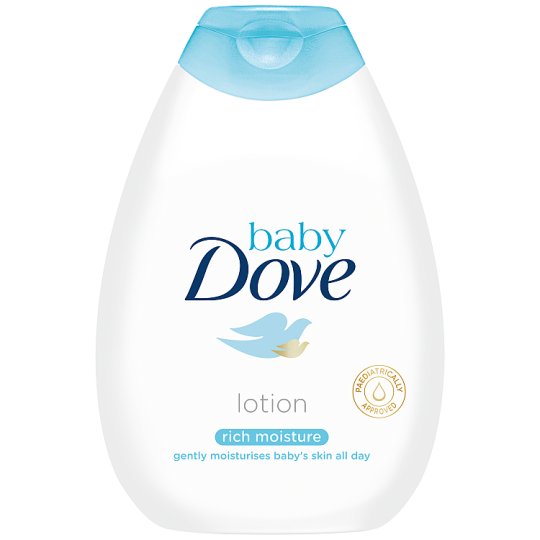 baby
Dove
lotion
PAEDIATRICALLY
APPROVED
rich moisture
gently moisturises baby's skin all day